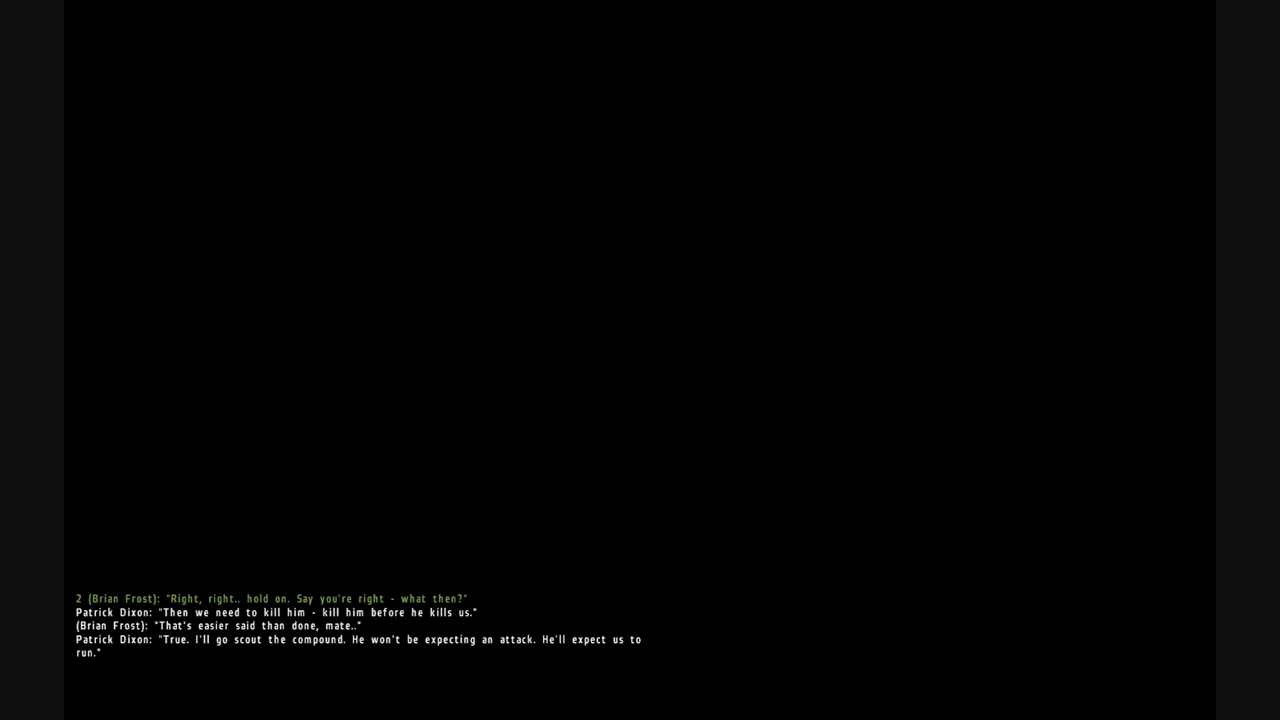 2 (Brian Frost): "Right, right.. hold on. Say you're right - what then?"
Patrick Dixon: "Then we need to kill him - kill him before he kills us."
(Brian Frost): "That's easier said than done, mate.."
Patrick Dixon: "True. I'll go scout the compound. He won't be expecting an attack. He'll expect us to
run."